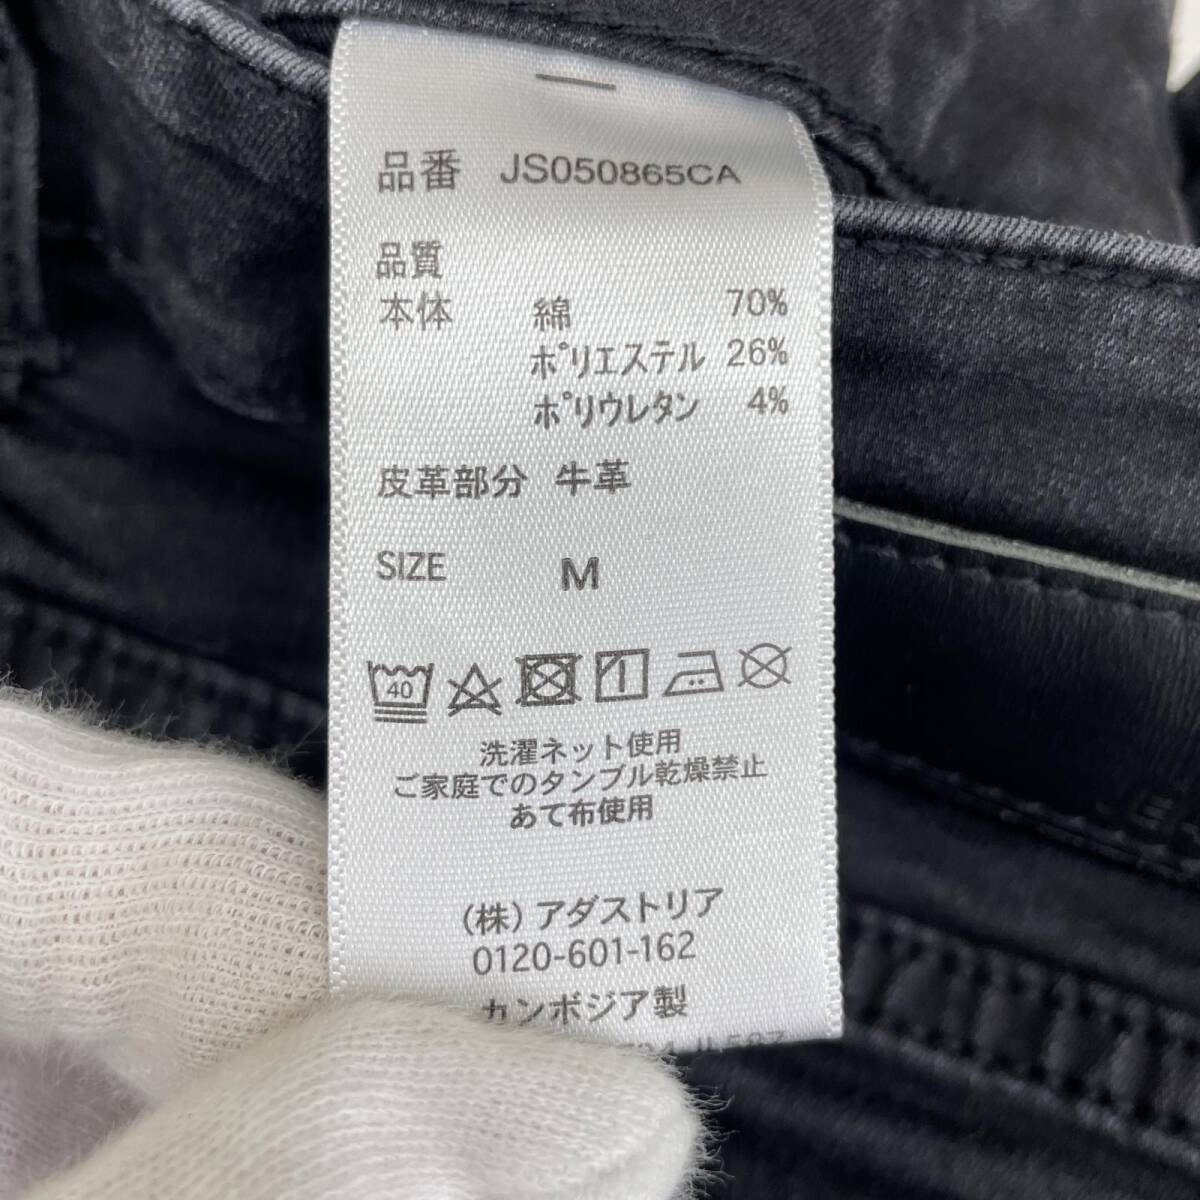 品番 JS050865CA
品質
本体 綿 70%
ポリエステル 26%
ポリウレタン 4%
皮革部分 牛革
SIZE M
40
洗濯ネット使用
ご家庭でのタンブル乾燥禁止
あて布使用
(株)アダストリア
0120-601-162
カンボジア製